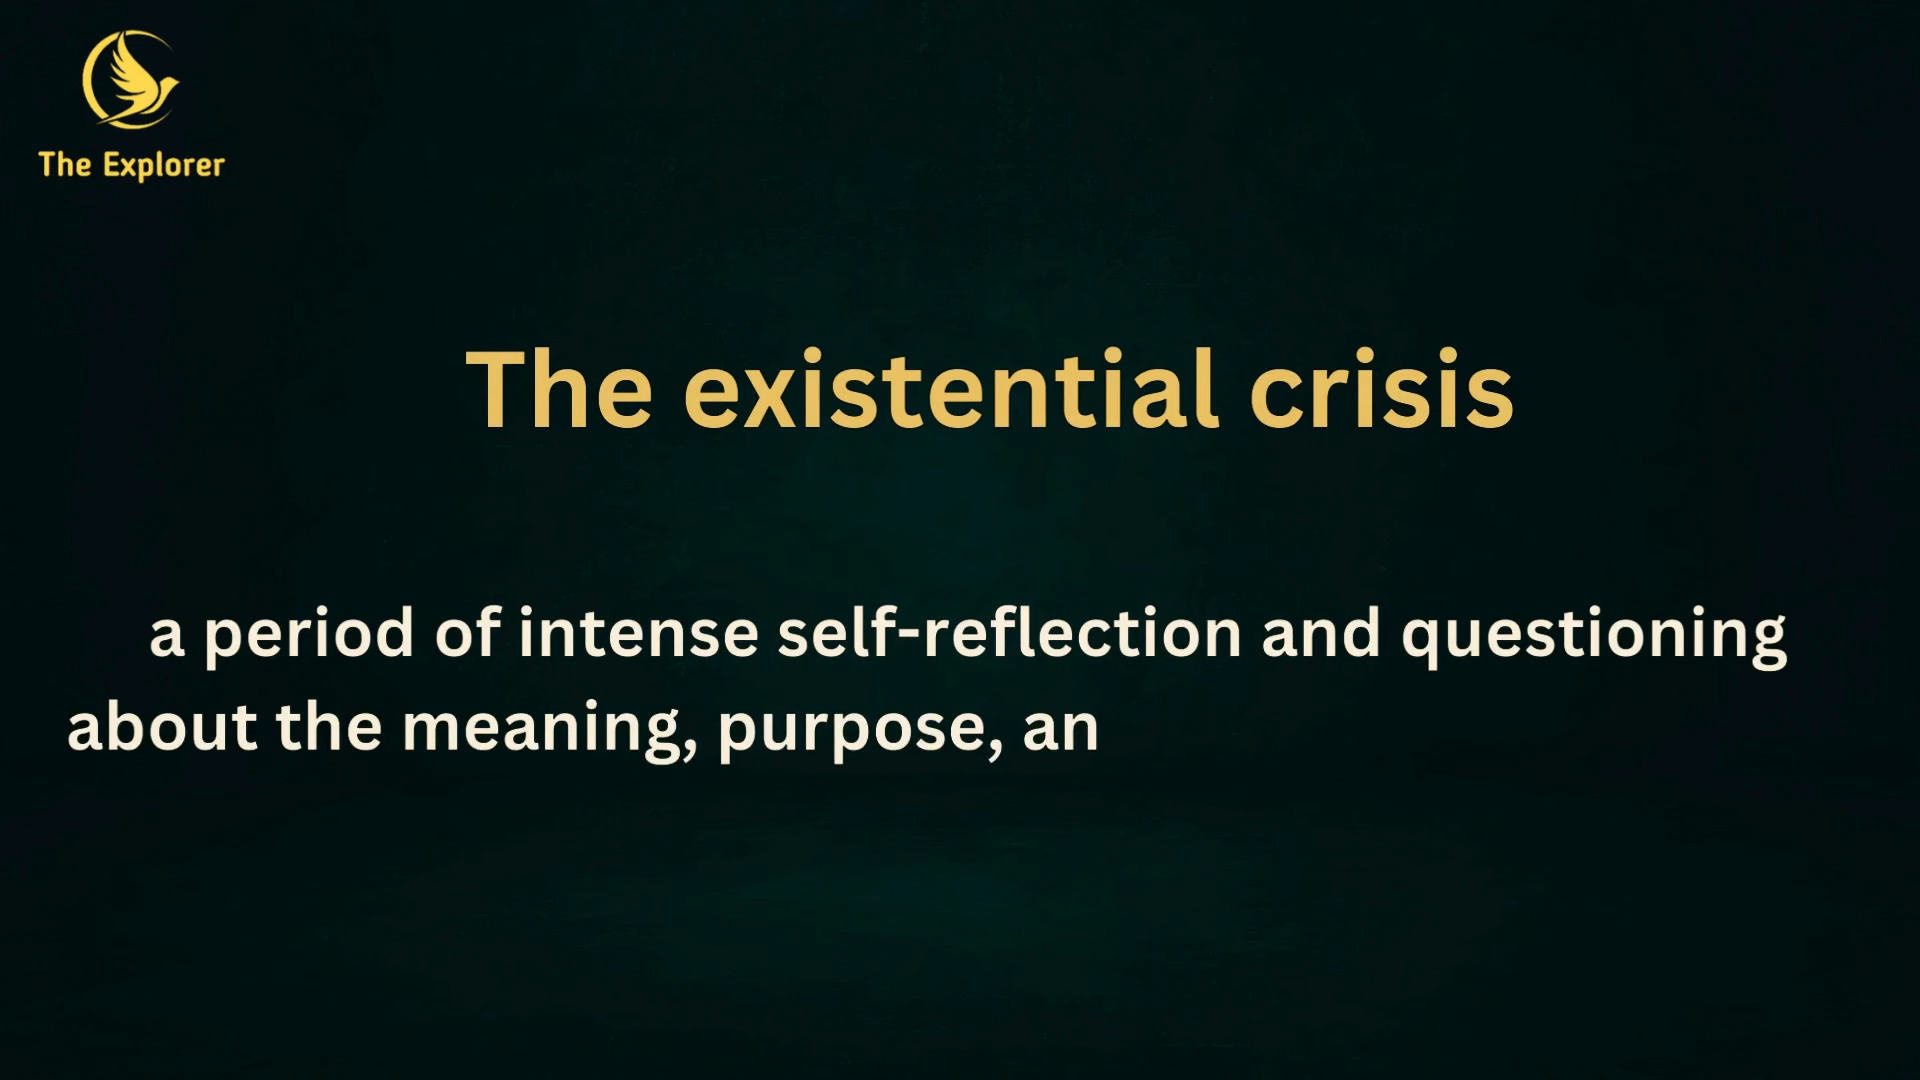 The Explorer
The existential crisis
a period of intense self-reflection and questioning
about the meaning, purpose, an